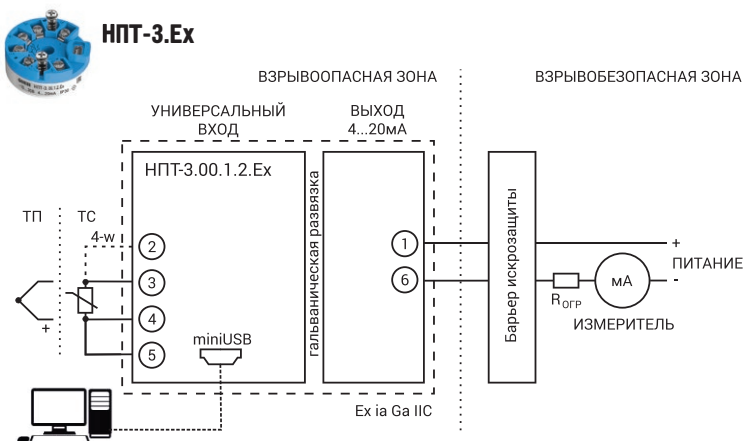 НПТ-3.Ex
ВЗРЫВООПАСНАЯ ЗОНА
ВЗРЫВОБЕЗОПАСНАЯ ЗОНА
УНИВЕРСАЛЬНЫЙ
ВХОД
ВЫХОД
4...20мА
НПТ-3.00.1.2.Ex
гальваническая развязка
Барьер искрозащиты
ТП
ТС
4-w
2
3
4
5
1
6
+
ПИТАНИЕ
-
мА
RОГР
ИЗМЕРИТЕЛЬ
+
miniUSB
Ex ia Ga IIC